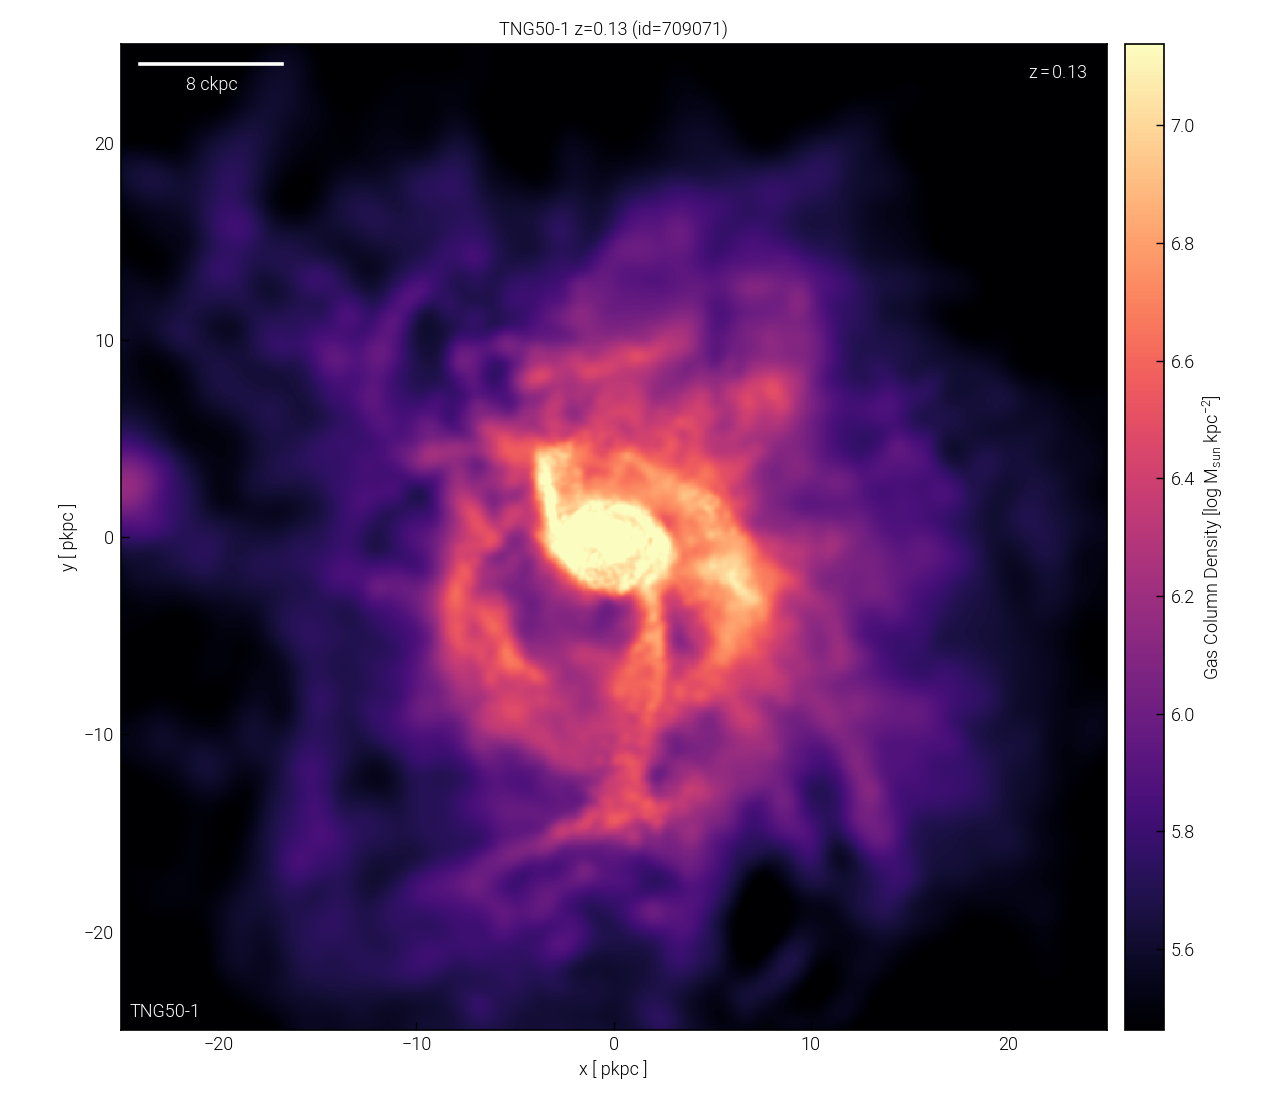 TNG50-1 z=0.13 (id=709071)
8 ckpc
z=0.13
20
10
0
−10
−20
y [ pkpc ]
TNG50-1
−20
−10
0
10
20
x [ pkpc ]
7.0
6.8
6.6
6.4
6.2
6.0
5.8
5.6
Gas Column Density [log M_sun kpc^−2]